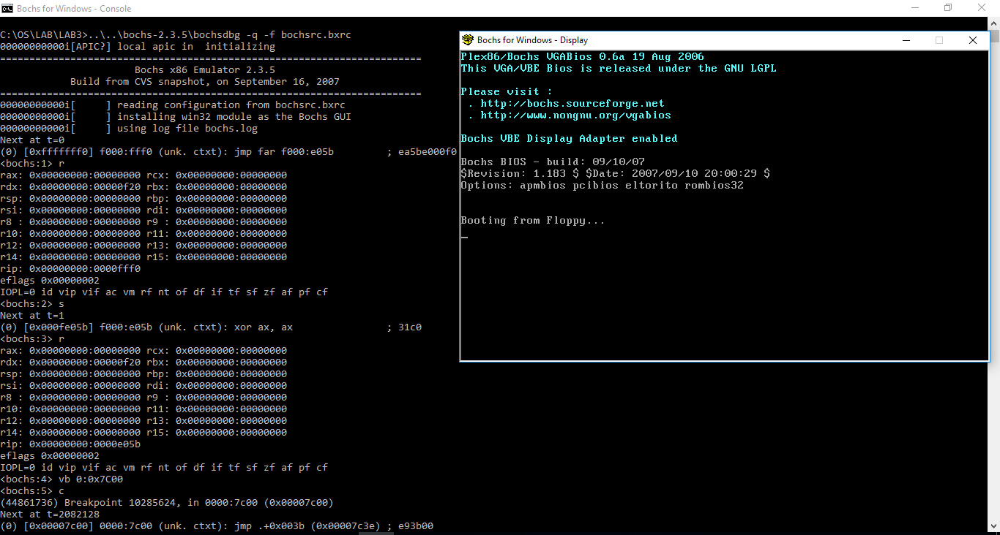 Bochs for Windows - Console
C:\OS\LAB\LAB3>..\..\bochs-2.3.5\bochsdbg -q -f bochsrc.bxrc
00000000000i[APIC?] local apic in  initializing
========================================================================
                       Bochs x86 Emulator 2.3.5
            Build from CVS snapshot, on September 16, 2007
========================================================================
00000000000i[     ] reading configuration from bochsrc.bxrc
00000000000i[     ] installing win32 module as the Bochs GUI
00000000000i[     ] using log file bochs.log
Next at t=0
(0) [0xfffffff0] f000:fff0 (unk. ctxt): jmp far f000:e05b         ; ea5be000f0
<bochs:1> r
rax: 0x00000000:00000000 rcx: 0x00000000:00000000
rdx: 0x00000000:00000f20 rbx: 0x00000000:00000000
rsp: 0x00000000:00000000 rbp: 0x00000000:00000000
rsi: 0x00000000:00000000 rdi: 0x00000000:00000000
r8 : 0x00000000:00000000 r9 : 0x00000000:00000000
r10: 0x00000000:00000000 r11: 0x00000000:00000000
r12: 0x00000000:00000000 r13: 0x00000000:00000000
r14: 0x00000000:00000000 r15: 0x00000000:00000000
rip: 0x00000000:0000fff0
eflags 0x00000002
IOPL=0 id vip vif ac vm rf nt of df if tf sf zf af pf cf
<bochs:2> s
Next at t=1
(0) [0x000fe05b] f000:e05b (unk. ctxt): xor ax, ax                ; 31c0
<bochs:3> r
rax: 0x00000000:00000000 rcx: 0x00000000:00000000
rdx: 0x00000000:00000f20 rbx: 0x00000000:00000000
rsp: 0x00000000:00000000 rbp: 0x00000000:00000000
rsi: 0x00000000:00000000 rdi: 0x00000000:00000000
r8 : 0x00000000:00000000 r9 : 0x00000000:00000000
r10: 0x00000000:00000000 r11: 0x00000000:00000000
r12: 0x00000000:00000000 r13: 0x00000000:00000000
r14: 0x00000000:00000000 r15: 0x00000000:00000000
rip: 0x00000000:0000e05b
eflags 0x00000002
IOPL=0 id vip vif ac vm rf nt of df if tf sf zf af pf cf
<bochs:4> vb 0:0x7C00
<bochs:5> c
(44861736) Breakpoint 10285624, in 0000:7c00 (0x00007c00)
Next at t=2082128
(0) [0x00007c00] 0000:7c00 (unk. ctxt): jmp .+0x003b (0x00007c3e) ; e93b00
Bochs for Windows - Display
Plex86/Bochs VGABios 0.6a 19 Aug 2006
This VGA/VBE Bios is released under the GNU LGPL
Please visit :
 . http://bochs.sourceforge.net
 . http://www.nongnu.org/vgabios
Bochs VBE Display Adapter enabled
Bochs BIOS - build: 09/10/07
$Revision: 1.183 $ $Date: 2007/09/10 20:00:29 $
Options: apmbios pcibios eltorito rombios32
Booting from Floppy...
_